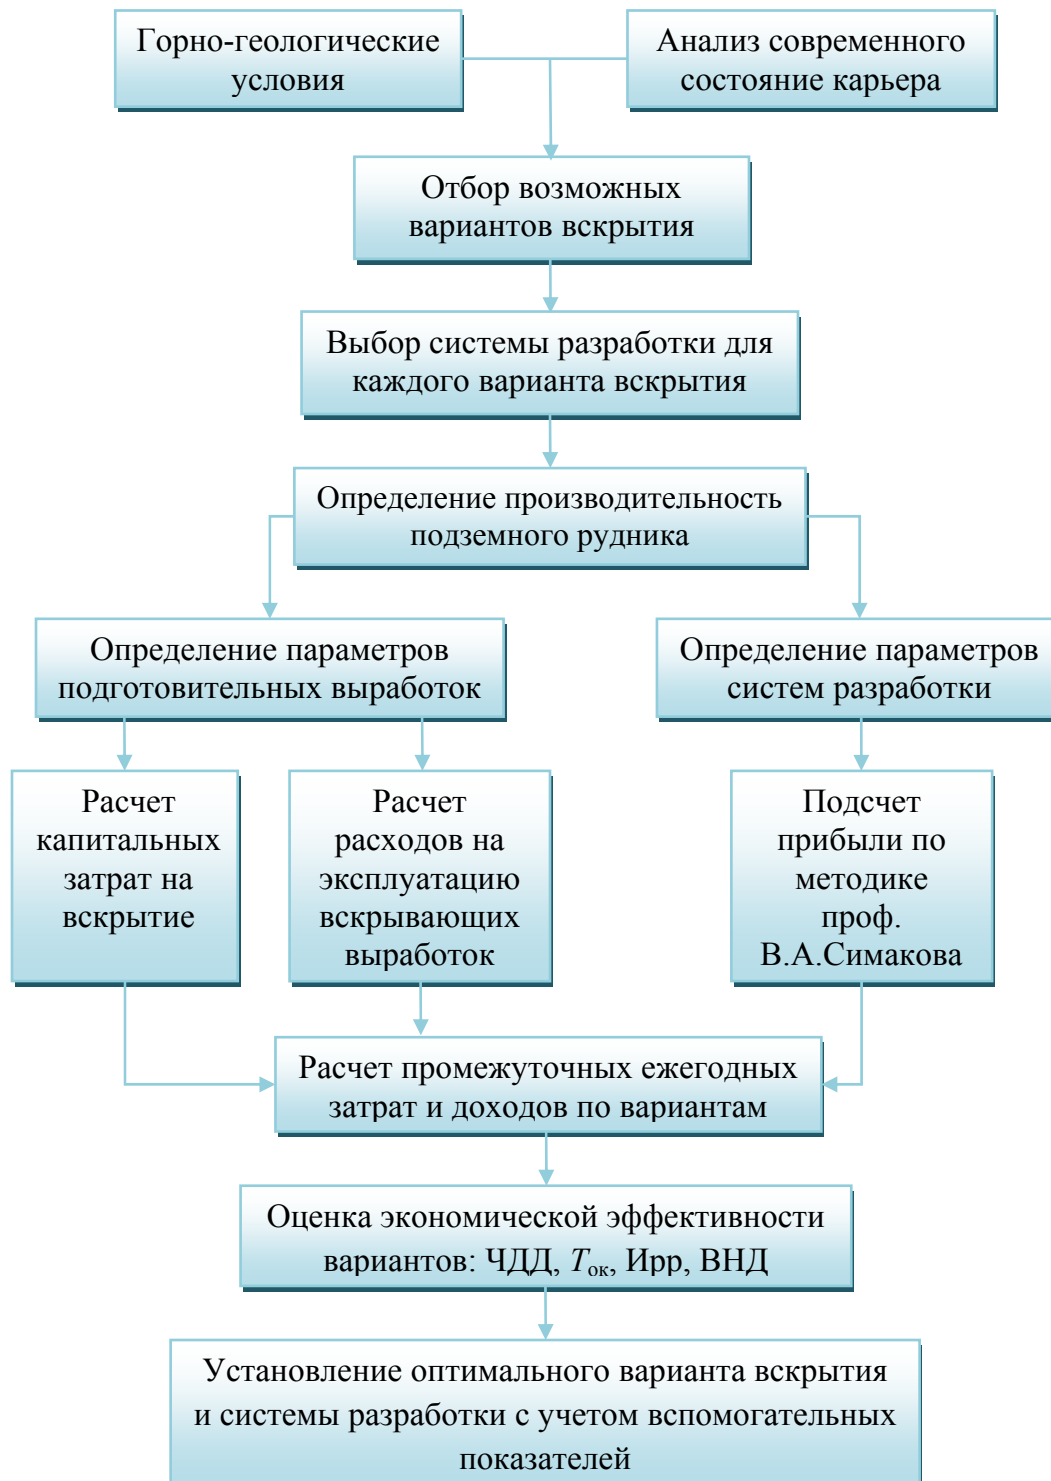 Горно-геологические
условия
Анализ современного
состояние карьера
Отбор возможных
вариантов вскрытия
Выбор системы разработки для
каждого варианта вскрытия
Определение производительность
подземного рудника
Определение параметров
подготовительных выработок
Определение параметров
систем разработки
Расчет
капитальных
затрат на
вскрытие
Расчет
расходов на
эксплуатацию
вскрывающих
выработок
Подсчет
прибыли по
методике
проф.
В.А.Симакова
Расчет промежуточных ежегодных
затрат и доходов по вариантам
Оценка экономической эффективности
вариантов: ЧДД, Ток, Ирр, ВНД
Установление оптимального варианта вскрытия
и системы разработки с учетом вспомогательных
показателей